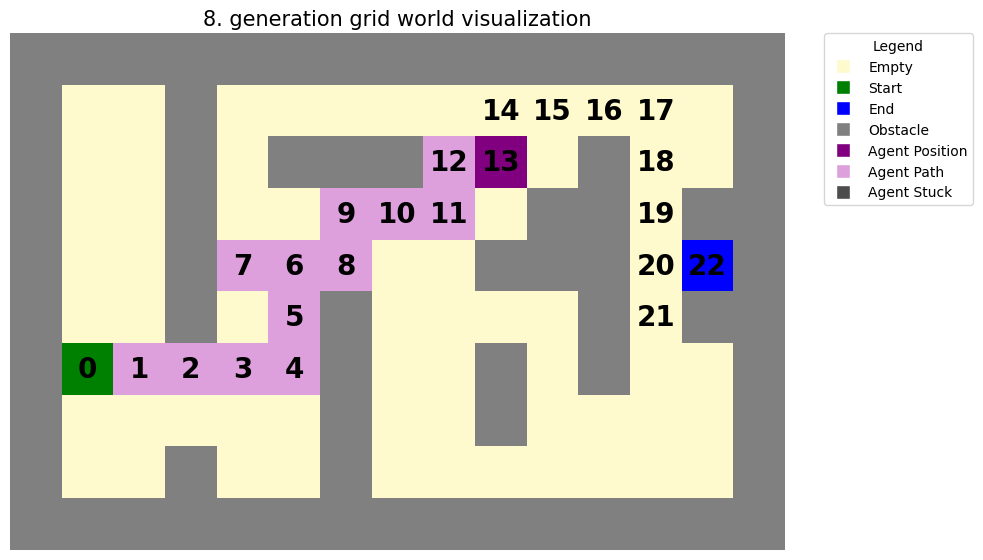 8. generation grid world visualization
14 15 16 17
12 13 18
9 10 11 19
7 6 8 20 22
5 21
0 1 2 3 4
Legend
Empty
Start
End
Obstacle
Agent Position
Agent Path
Agent Stuck